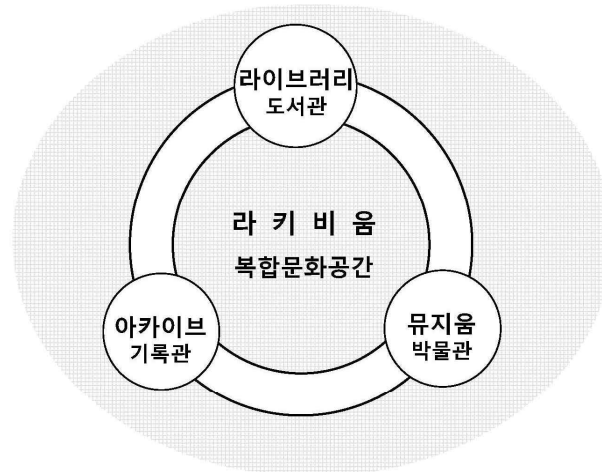 라이브러리
도서관
라 키 비 움
복합문화공간
아카이브
기록관
뮤지움
박물관